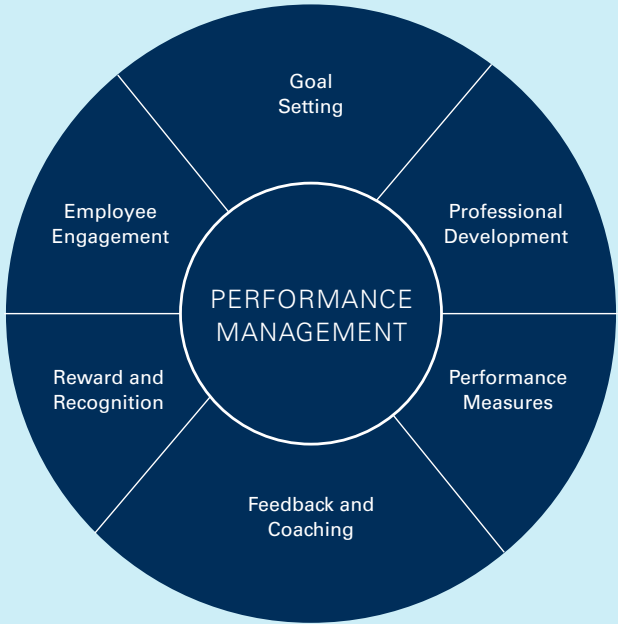 Goal
Setting
Professional
Development
Performance
Measures
Feedback and
Coaching
Reward and
Recognition
Employee
Engagement
PERFORMANCE
MANAGEMENT